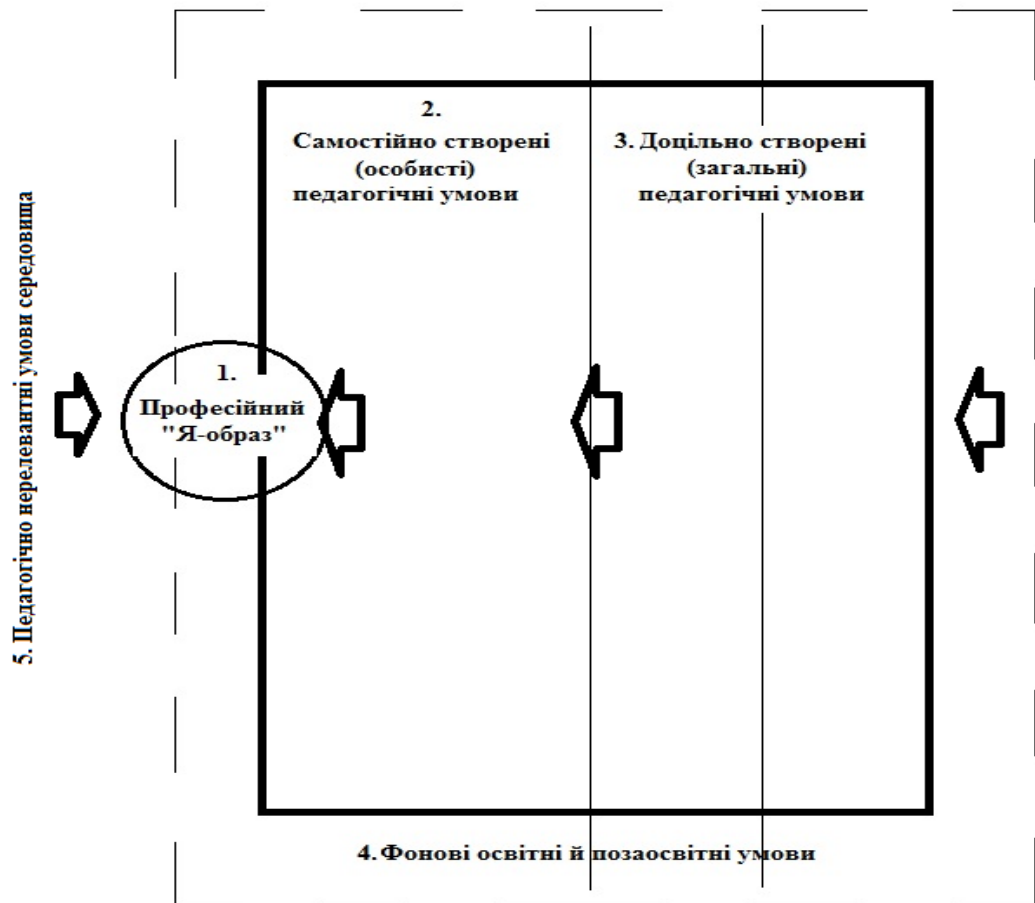 2.
Самостійно створені
(особисті)
педагогічні умови
3. Доцільно створені
(загальні)
педагогічні умови
5. Педагогічно нерелевантні умови середовища
1.
Професійний
"Я-образ"
4. Фонові освітні й позаосвітні умови